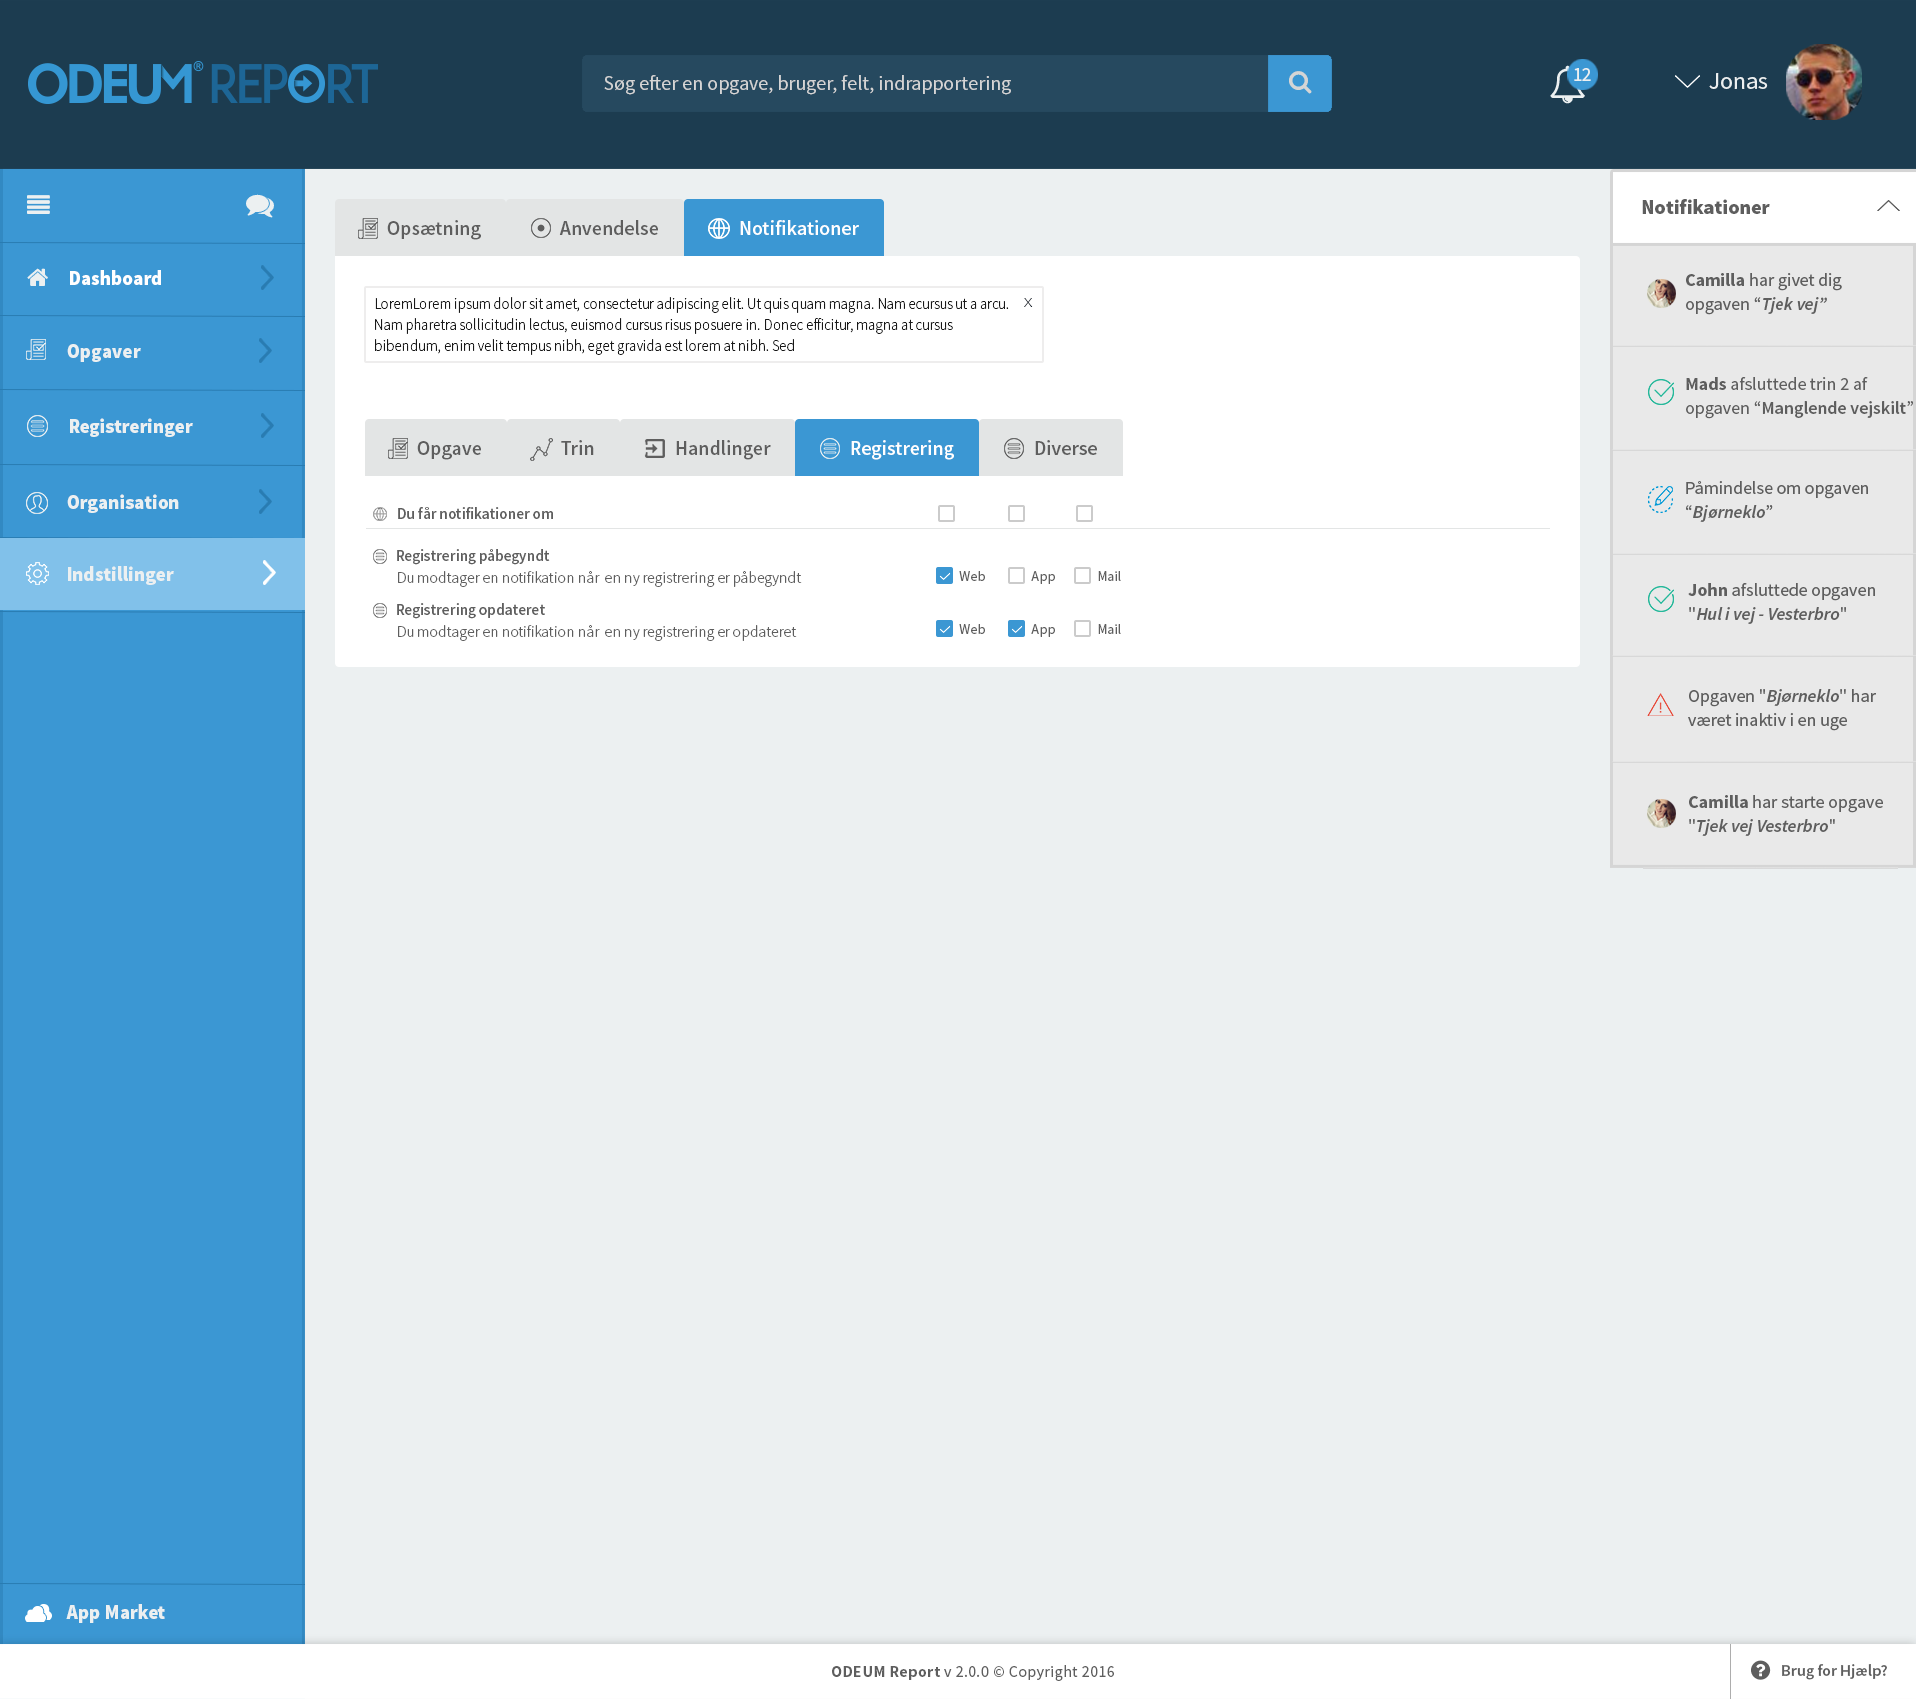 ODEUM® REPORT
Søg efter en opgave, bruger, felt, indrapportering
12
Jonas
Dashboard
Opgaver
Registreringer
Organisation
Indstillinger
App Market
Opsætning
Anvendelse
Notifikationer
LoremLorem ipsum dolor sit amet, consectetur adipiscing elit. Ut quis quam magna. Nam ecursus ut a arcu.
X
Nam pharetra sollicitudin lectus, euismod cursus risus posuere in. Donec efficitur, magna at cursus
bibendum, enim velit tempus nibh, eget gravida est lorem at nibh. Sed
Opgave
Trin
Handlinger
Registrering
Diverse
Du får notifikationer om
Registrering påbegyndt
Du modtager en notifikation når en ny registrering er påbegyndt
Web
App
Mail
Registrering opdateret
Du modtager en notifikation når en ny registrering er opdateret
Web
App
Mail
Notifikationer
Camilla har givet dig
opgaven “Tjek vej”
Mads afsluttede trin 2 af
opgaven “Manglende vejskilt”
Påmindelse om opgaven
“Bjørneklo”
John afsluttede opgaven
"Hul i vej - Vesterbro"
Opgaven "Bjørneklo" har
været inaktiv i en uge
Camilla har starte opgave
"Tjek vej Vesterbro"
ODEUM Report v 2.0.0 © Copyright 2016
Brug for Hjælp?